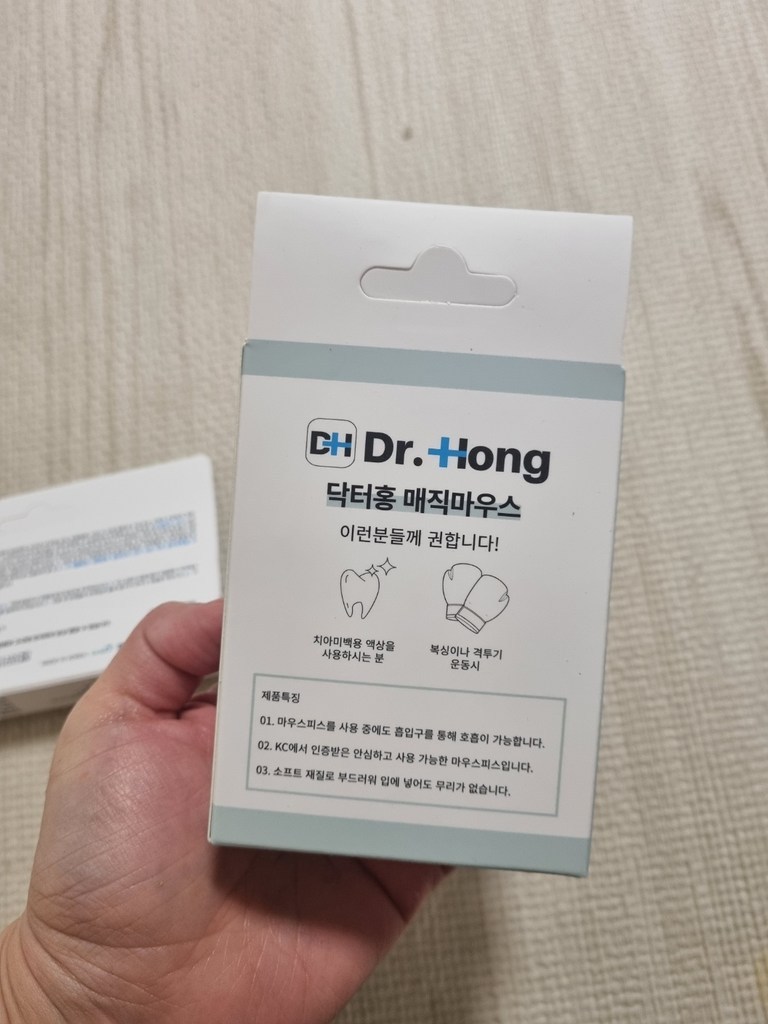 DH Dr. Hong
닥터홍 매직마우스
이런분들께 권합니다!
치아미백용 액상을
사용하시는 분
복싱이나 격투기
운동시
제품특징
01. 마우스피스를 사용 중에도 흡입구를 통해 호흡이 가능합니다.
02. KC에서 인증받은 안심하고 사용 가능한 마우스피스입니다.
03. 소프트 재질로 부드러워 입에 넣어도 무리가 없습니다.